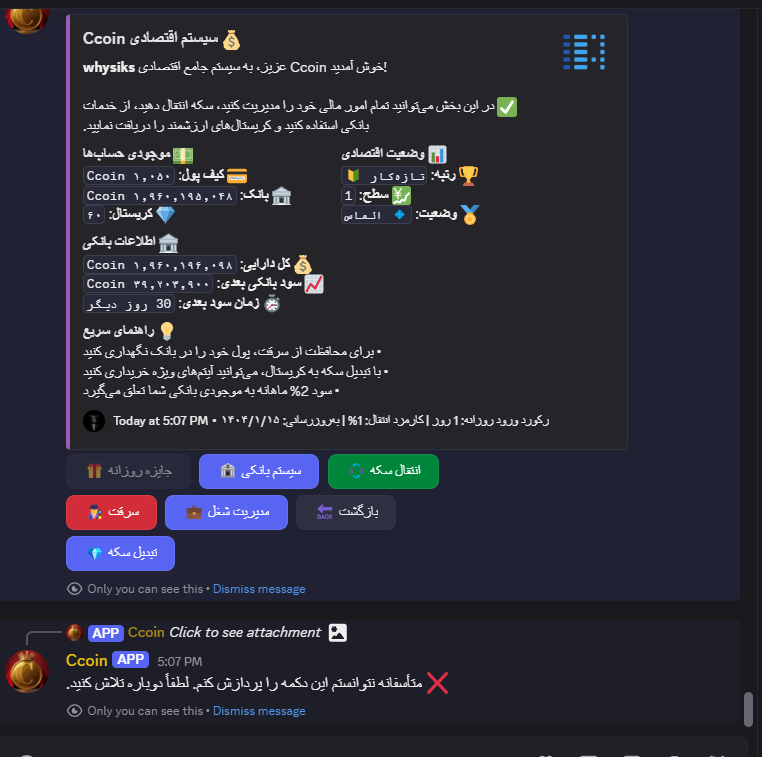 سیستم اقتصادی Ccoin
خوش آمدید Ccoin عزیز، به سیستم جامع اقتصادی whysiks!
در این بخش می‌توانید تمام امور مالی خود را مدیریت کنید، سکه انتقال دهید، از خدمات
بانکی استفاده کنید و کریستال‌های ارزشمند را دریافت نمایید.
موجودی حساب‌ها
کیف پول: ۱,۰۵۰ Ccoin
بانک: ۱,۹۶۰,۱۹۵,۰۴۸ Ccoin
کریستال: ۶۰
وضعیت اقتصادی
رتبه: تازه‌کار
سطح: 1
وضعیت: الماس
اطلاعات بانکی
کل دارایی: ۱,۹۶۰,۱۹۶,۰۹۸ Ccoin
سود بانکی بعدی: ۳۹,۲۰۳,۹۰۰ Ccoin
زمان سود بعدی: 30 روز دیگر
راهنمای سریع
• برای محافظت از سرقت، پول خود را در بانک نگهداری کنید
• با تبدیل سکه به کریستال، می‌توانید آیتم‌های ویژه خریداری کنید
• سود 2% ماهانه به موجودی بانکی شما تعلق می‌گیرد
رکورد ورود روزانه: 1 روز | کارمزد انتقال: 1% | به‌روزرسانی: ۱۴۰۴/۱/۱۵ • Today at 5:07 PM
جایزه روزانه
سیستم بانکی
انتقال سکه
سرقت
مدیریت شغل
بازگشت
BACK
تبدیل سکه
Only you can see this • Dismiss message
APP Ccoin Click to see attachment
Ccoin APP 5:07 PM
متأسفانه نتوانستم این دکمه را پردازش کنم. لطفاً دوباره تلاش کنید.
Only you can see this • Dismiss message